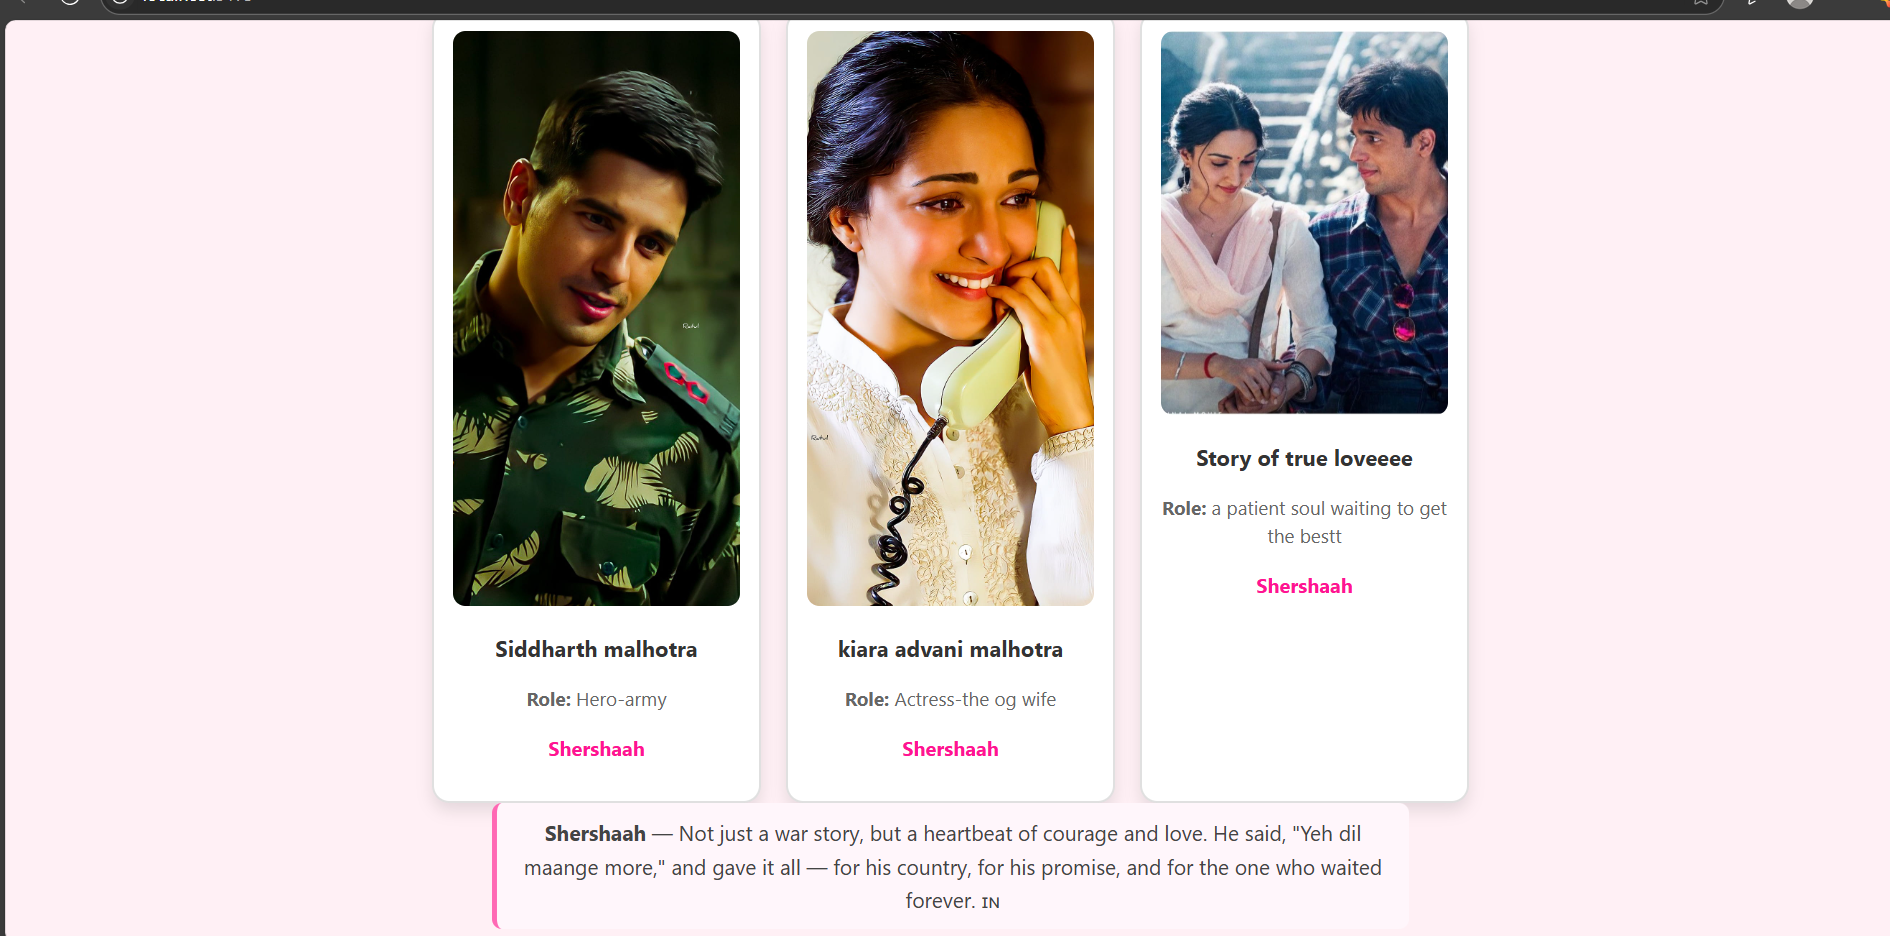 Rahul
Rahul
Siddharth malhotra
Role: Hero-army
Shershaah
kiara advani malhotra
Role: Actress-the og wife
Shershaah
Story of true loveeee
Role: a patient soul waiting to get
the bestt
Shershaah
Shershaah — Not just a war story, but a heartbeat of courage and love. He said, "Yeh dil
maange more," and gave it all — for his country, for his promise, and for the one who waited
forever. IN